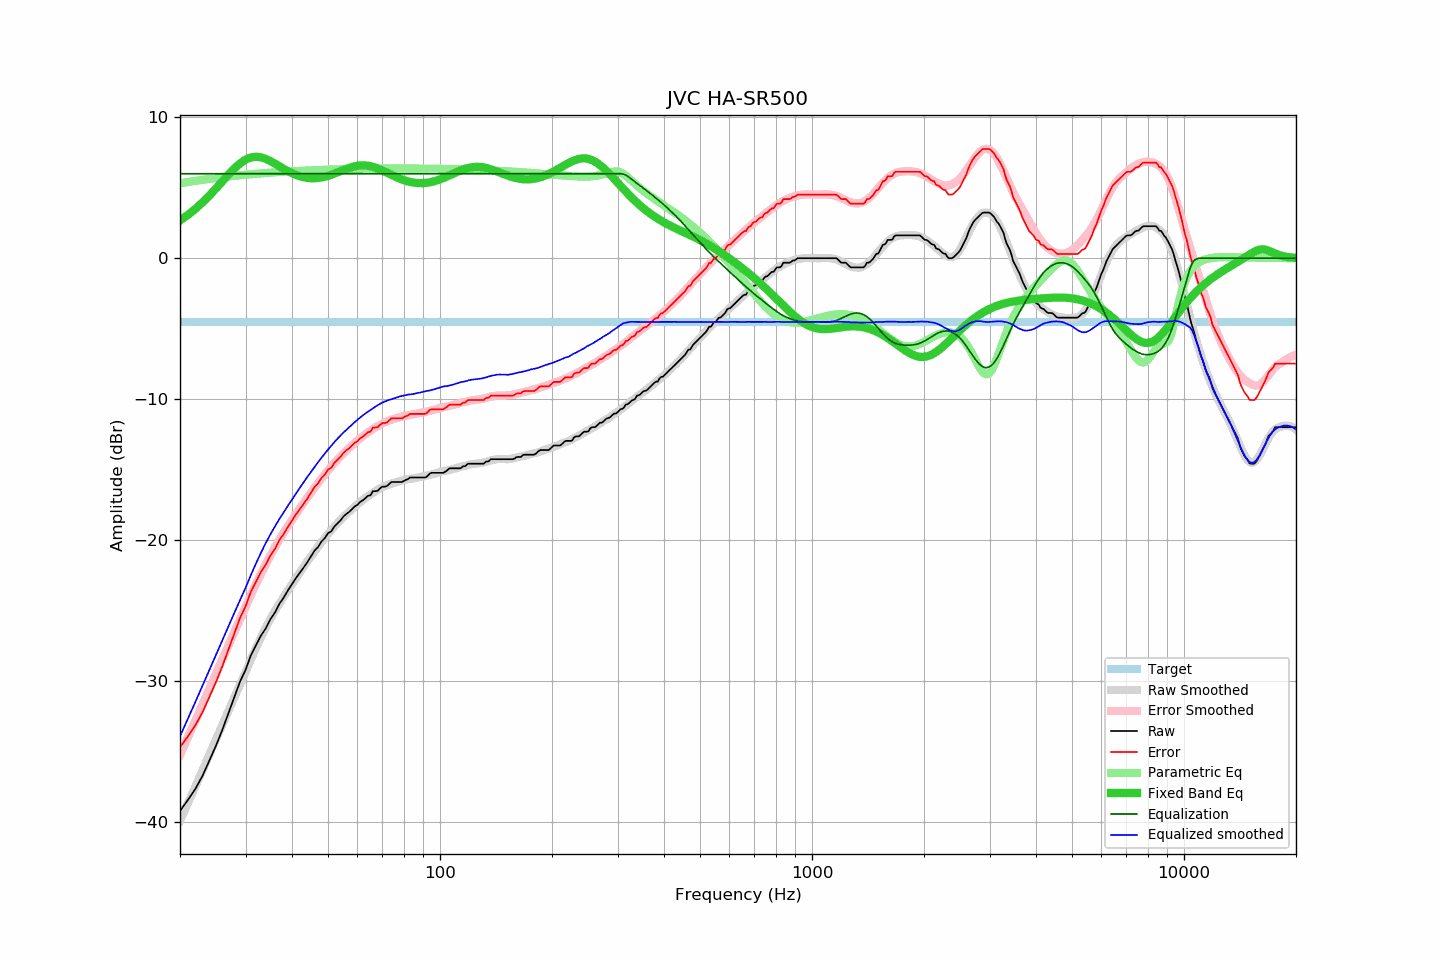 JVC HA-SR500
10
0
−10
−20
−30
−40
Amplitude (dBr)
100
1000
10000
Frequency (Hz)
Target
Raw Smoothed
Error Smoothed
Raw
Error
Parametric Eq
Fixed Band Eq
Equalization
Equalized smoothed